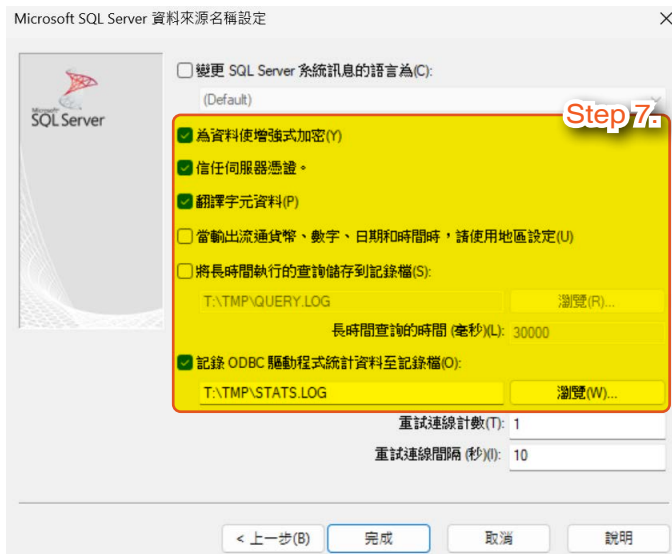 Microsoft SQL Server 資料來源名稱設定
Microsoft
SQL Server
變更 SQL Server 系統訊息的語言為(C):
(Default)
Step 7.
為資料使增強式加密(Y)
信任伺服器憑證。
翻譯字元資料(P)
當輸出流通貨幣、數字、日期和時間時，請使用地區設定(U)
將長時間執行的查詢儲存到記錄檔(S):
T:\TMP\QUERY.LOG 瀏覽(R)...
長時間查詢的時間 (毫秒)(L): 30000
記錄 ODBC 驅動程式統計資料至記錄檔(O):
T:\TMP\STATS.LOG 瀏覽(W)...
重試連線計數(T): 1
重試連線間隔 (秒)(I): 10
< 上一步(B) 完成 取消 說明